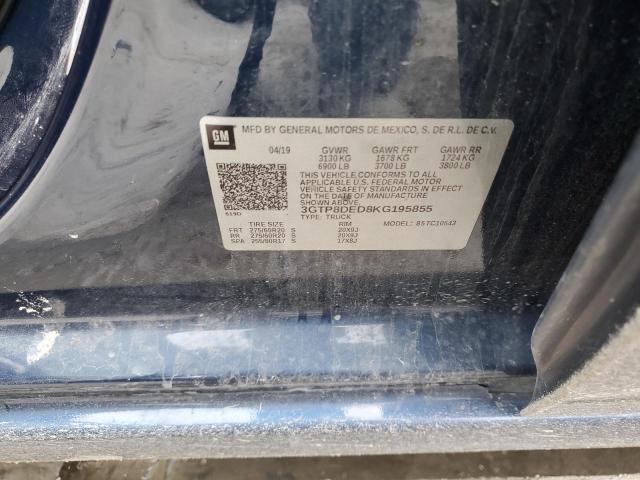 MFD BY GENERAL MOTORS DE MEXICO, S. DE R.L. DE C.V.
GM
04/19 GVWR GAWR FRT GAWR RR
3130 KG 1678 KG 1724 KG
6900 LB 3700 LB 3800 LB
THIS VEHICLE CONFORMS TO ALL
APPLICABLE U.S. FEDERAL MOTOR
VEHICLE SAFETY STANDARDS IN EFFECT
ON THE DATE OF MANUFACTURE
SHOWN ABOVE.
3GTP8DED8KG195855
619D TYPE: TRUCK
TIRE RIM MODEL:
FRT 275/60R20 S 20X9J
RR 275/60R20 S 20X9J
SPA 255/80R17 S 17X8J